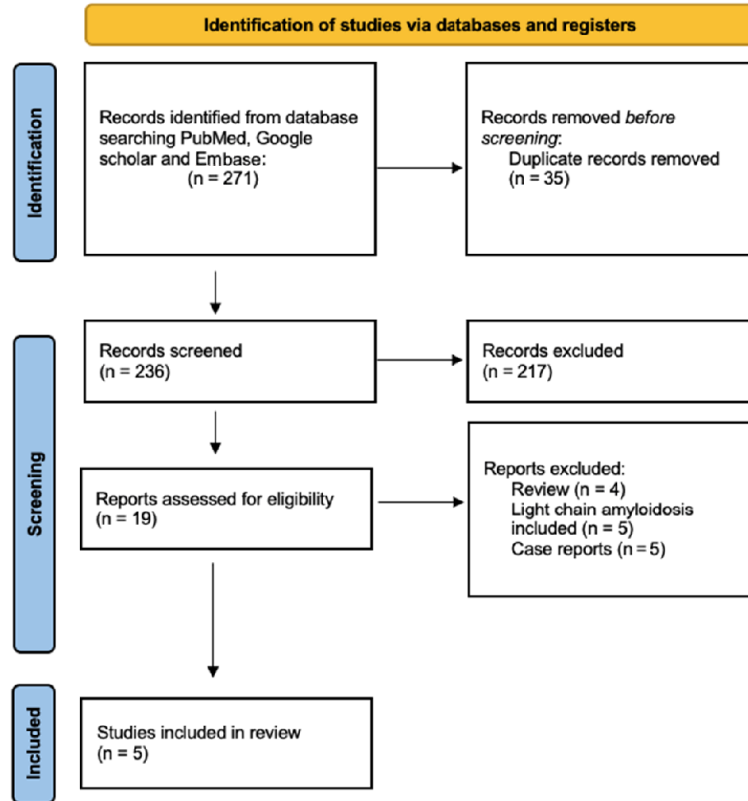 Identification of studies via databases and registers
Identification
Records identified from database
searching PubMed, Google
scholar and Embase:
(n = 271)
Records removed before
screening:
Duplicate records removed
(n = 35)
Screening
Records screened
(n = 236)
Records excluded
(n = 217)
Reports assessed for eligibility
(n = 19)
Reports excluded:
Review (n = 4)
Light chain amyloidosis
included (n = 5)
Case reports (n = 5)
Included
Studies included in review
(n = 5)